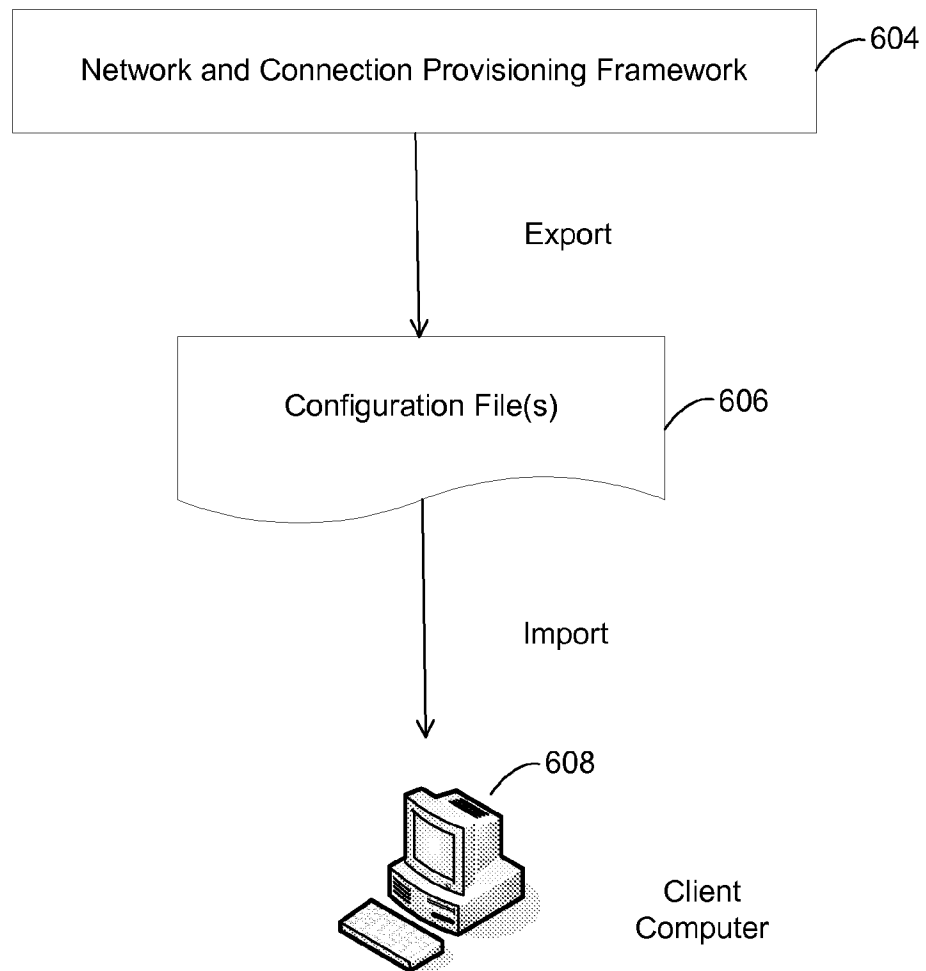 Network and Connection Provisioning Framework
604
Export
Configuration File(s)
606
Import
608
Client
Computer